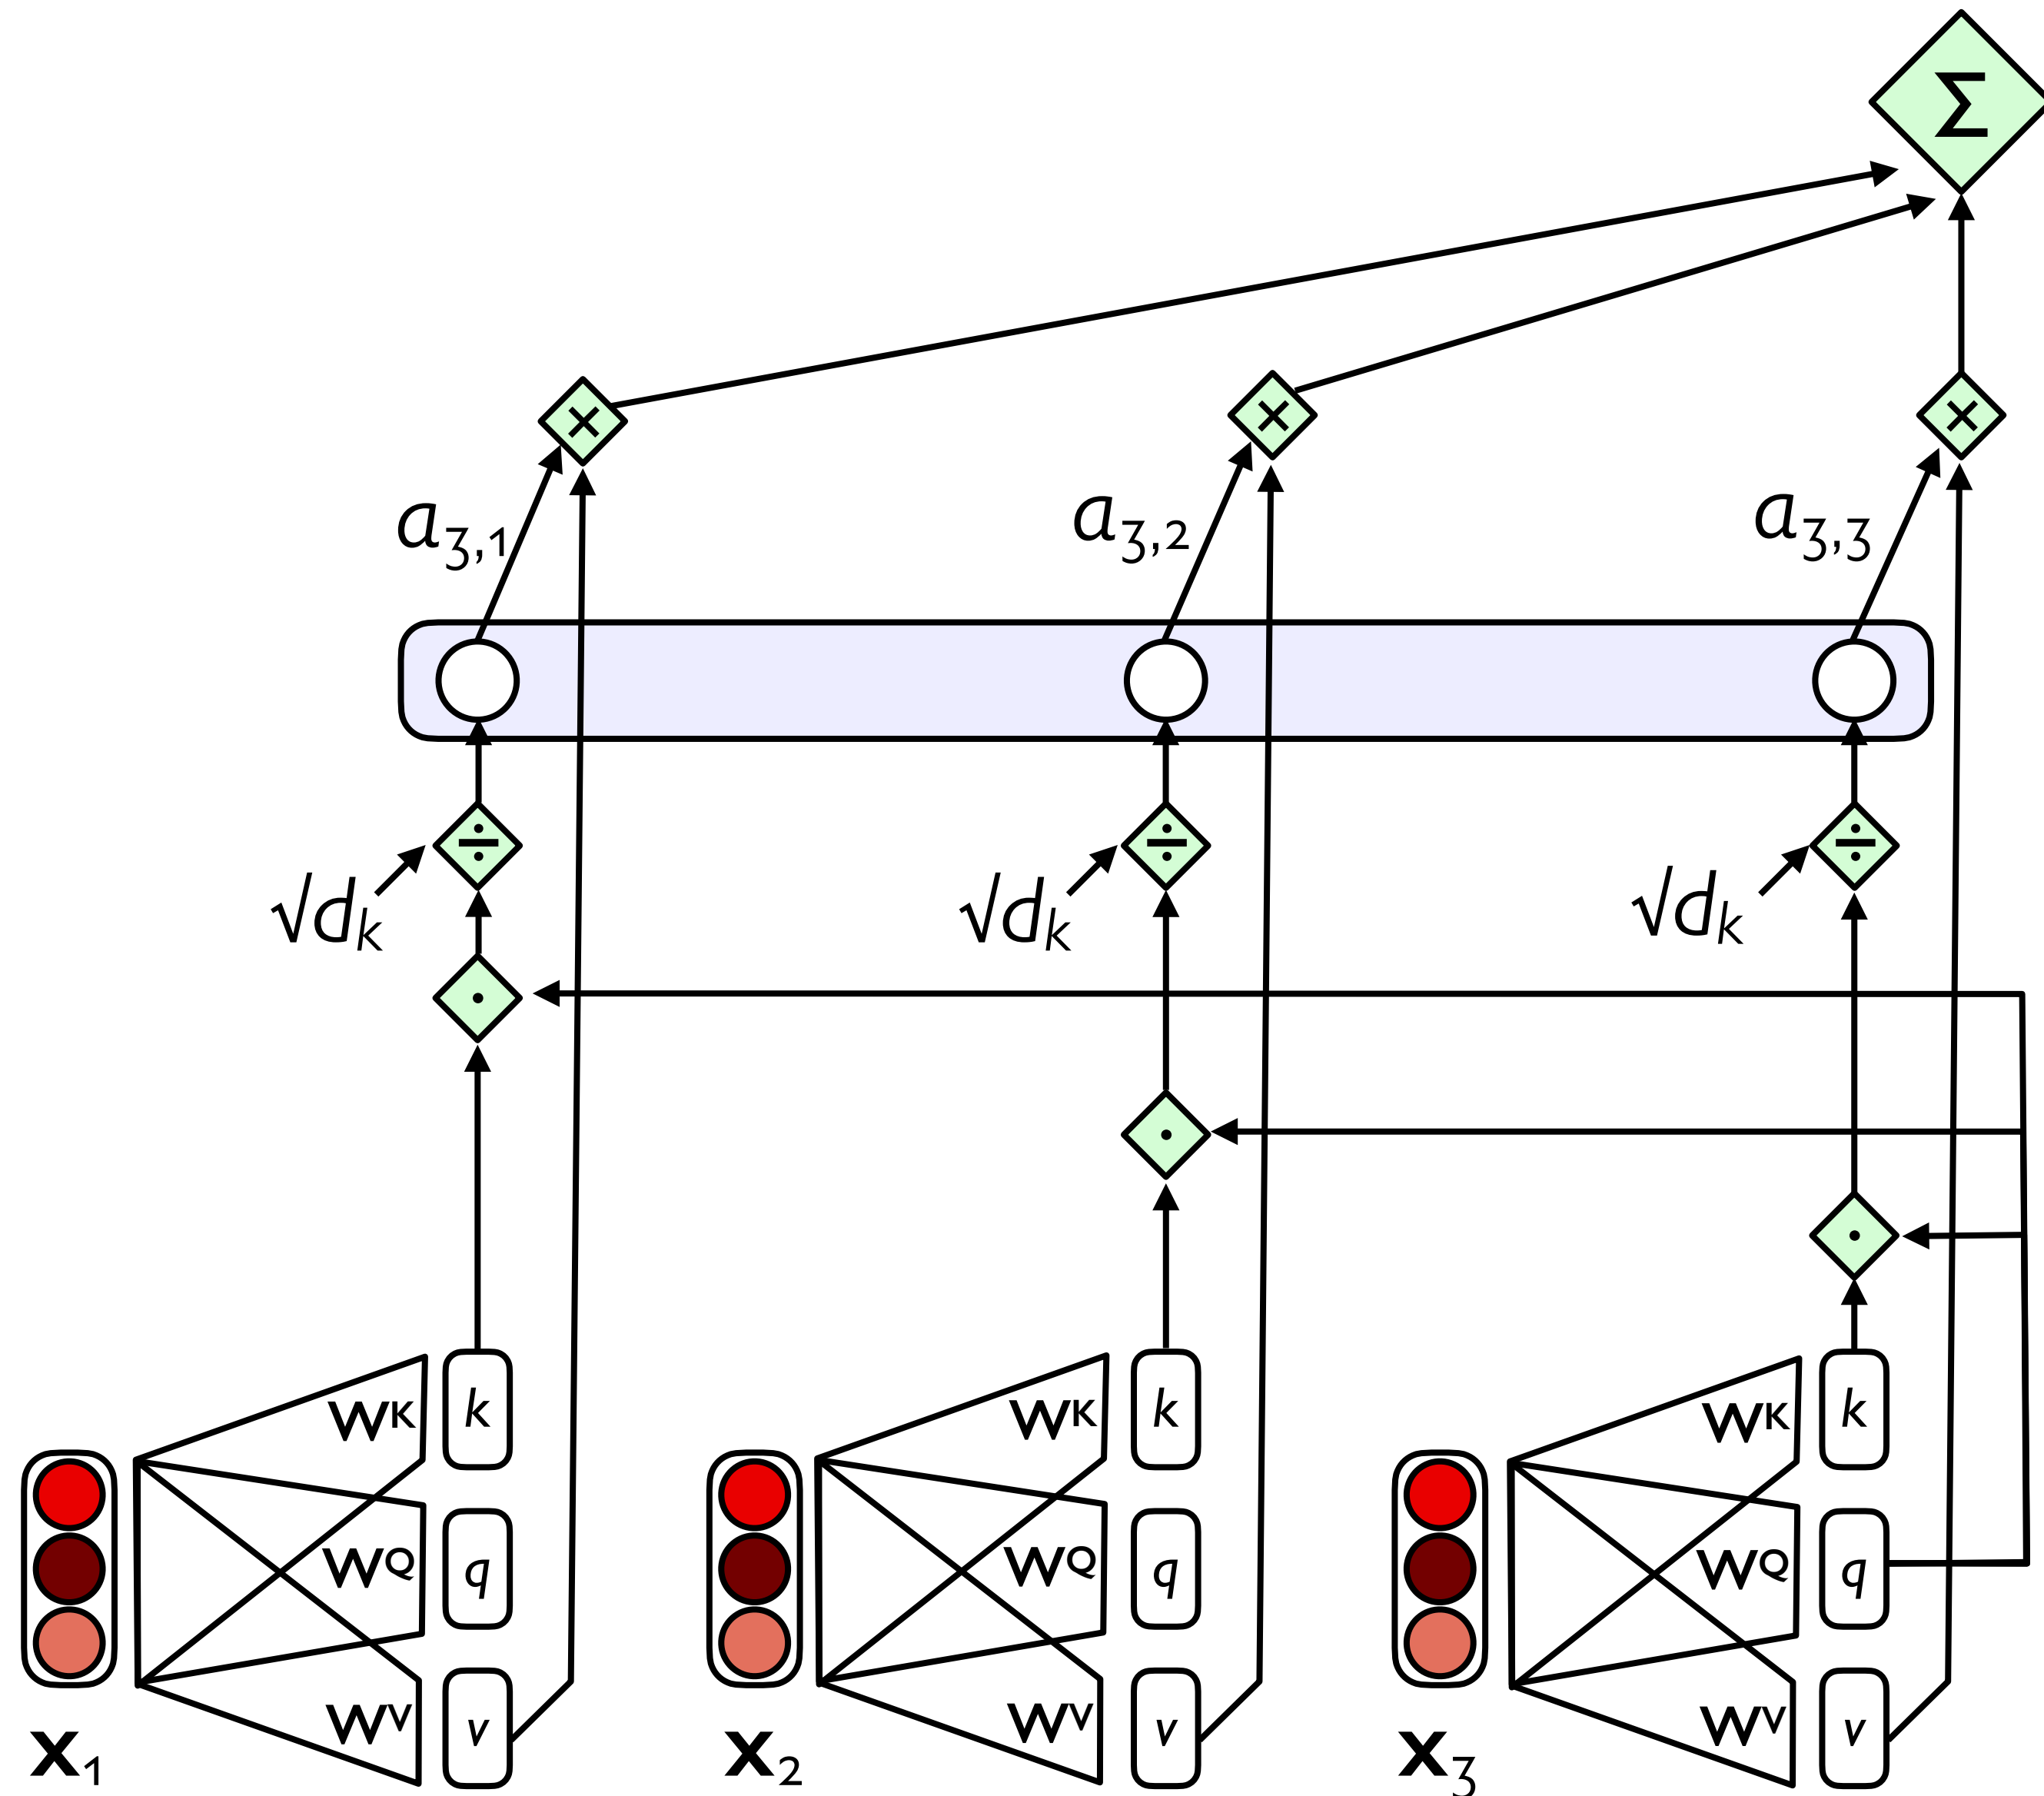 Σ
× × ×
a3,1 a3,2 a3,3
÷ ÷ ÷
√dk √dk √dk
· · ·
WK k WK k WK k
WQ q WQ q WQ q
WV v WV v WV v
x1 x2 x3